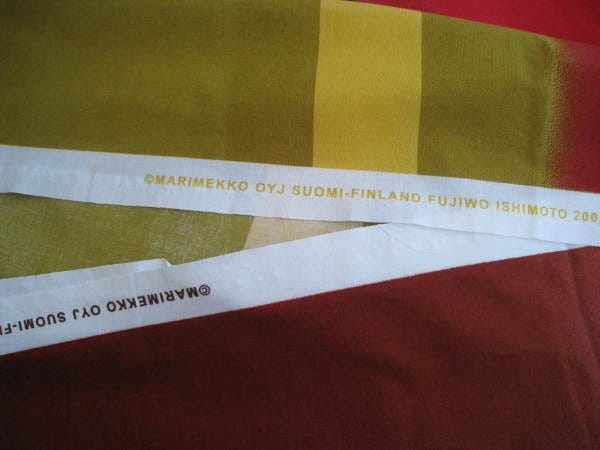 ©MARIMEKKO OYJ SUOMI-FINLAND FUJIWO ISHIMOTO 200
©MARIMEKKO OYJ SUOMI-FI